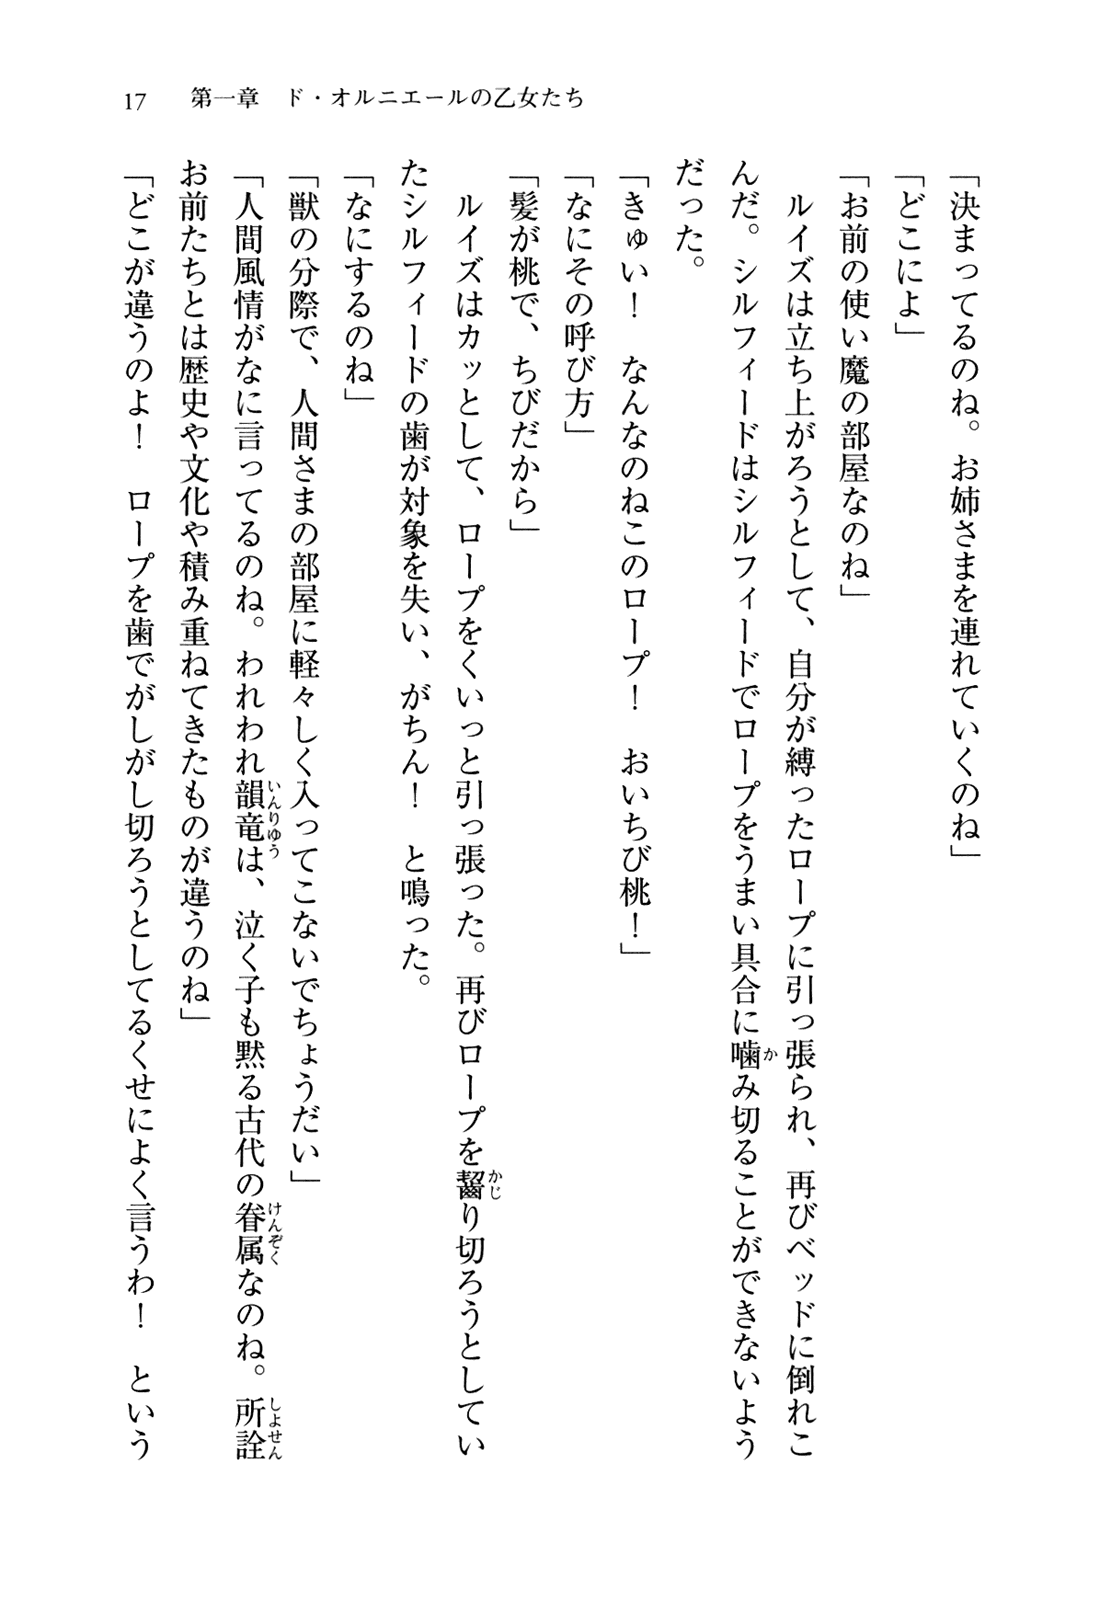 17　第一章　ド・オルニエールの乙女たち
「決まってるのね。お姉さまを連れていくのね」
「どこによ」
「お前の使い魔の部屋なのね」
　ルイズは立ち上がろうとして、自分が縛ったロープに引っ張られ、再びベッドに倒れこ
んだ。シルフィードはシルフィードでロープをうまい具合に噛み切ることができないよう
だった。
「きゅい！　なんなのねこのロープ！　おいちび桃！」
「なにその呼び方」
「髪が桃で、ちびだから」
　ルイズはカッとして、ロープをくいっと引っ張った。再びロープを齧り切ろうとしてい
たシルフィードの歯が対象を失い、がちん！　と鳴った。
「なにするのね」
「獣の分際で、人間さまの部屋に軽々しく入ってこないでちょうだい」
「人間風情がなに言ってるのね。われわれ韻竜は、泣く子も黙る古代の眷属なのね。所詮
お前たちとは歴史や文化や積み重ねてきたものが違うのね」
「どこが違うのよ！　ロープを歯でがしがし切ろうとしてるくせによく言うわ！　という